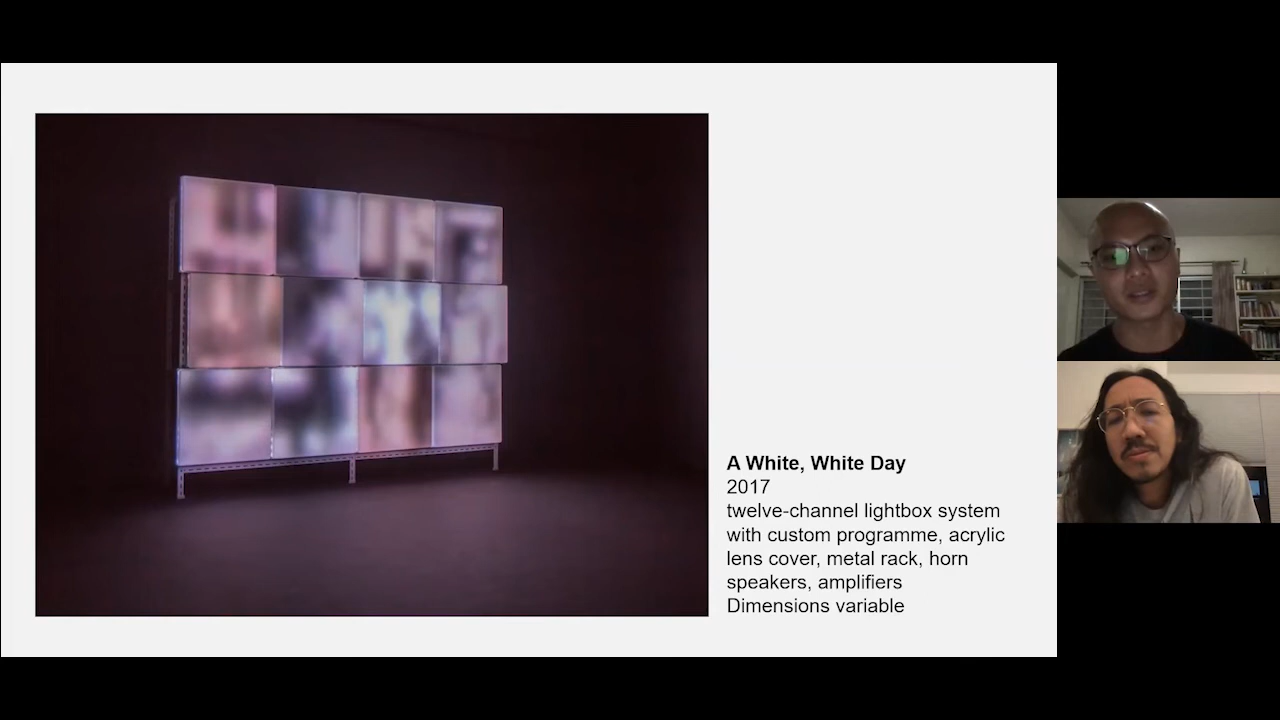 A White, White Day
2017
twelve-channel lightbox system
with custom programme, acrylic
lens cover, metal rack, horn
speakers, amplifiers
Dimensions variable